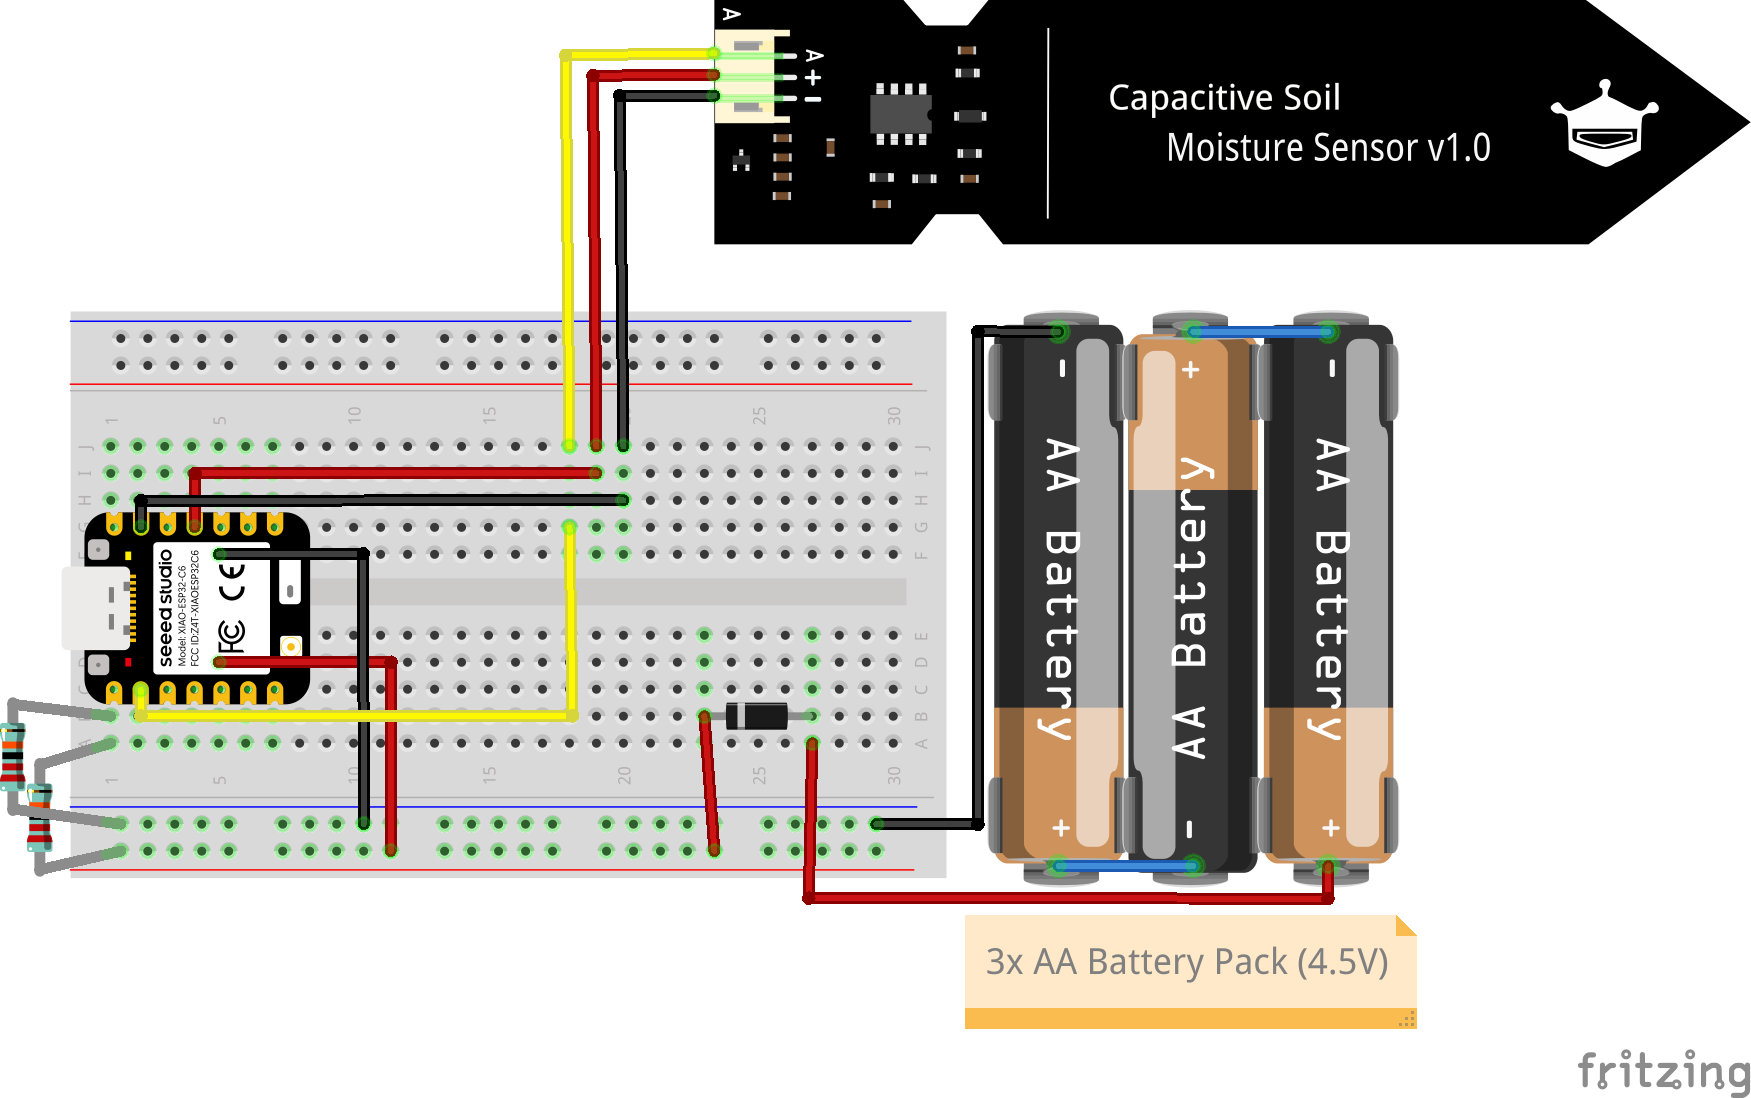 A
A
+
-
Capacitive Soil
Moisture Sensor v1.0
1 5 10 15 25 30
J J
I I
H H
G G
F
seeed studio
Model: XIAO-ESP32-C6
FCC ID:Z4T-XIAOESP32C6
CE
FC
E
D D
C C
B B
A A
1 5 15 20 25 30
- + -
AA Battery
AA Battery
AA Battery
+ - +
3x AA Battery Pack (4.5V)
fritzing